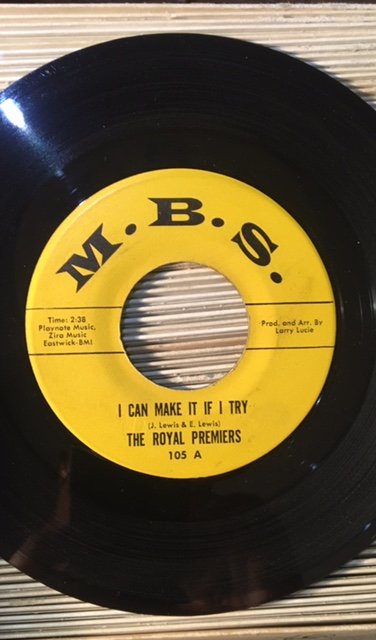 M.B.S.
Time: 2:38
Playnote Music,
Zira Music
Eastwick-BMI
Prod. and Arr. By
Larry Lucie
I CAN MAKE IT IF I TRY
(J. Lewis & E. Lewis)
THE ROYAL PREMIERS
105 A